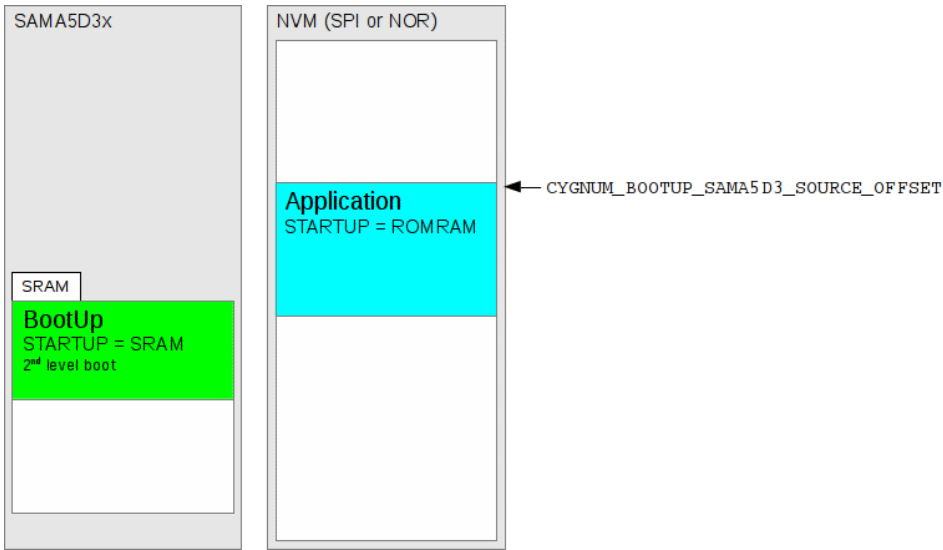 SAMA5D3x
SRAM
BootUp
STARTUP = SRAM
2nd level boot
NVM (SPI or NOR)
Application
STARTUP = ROMRAM
CYGNUM_BOOTUP_SAMA5D3_SOURCE_OFFSET